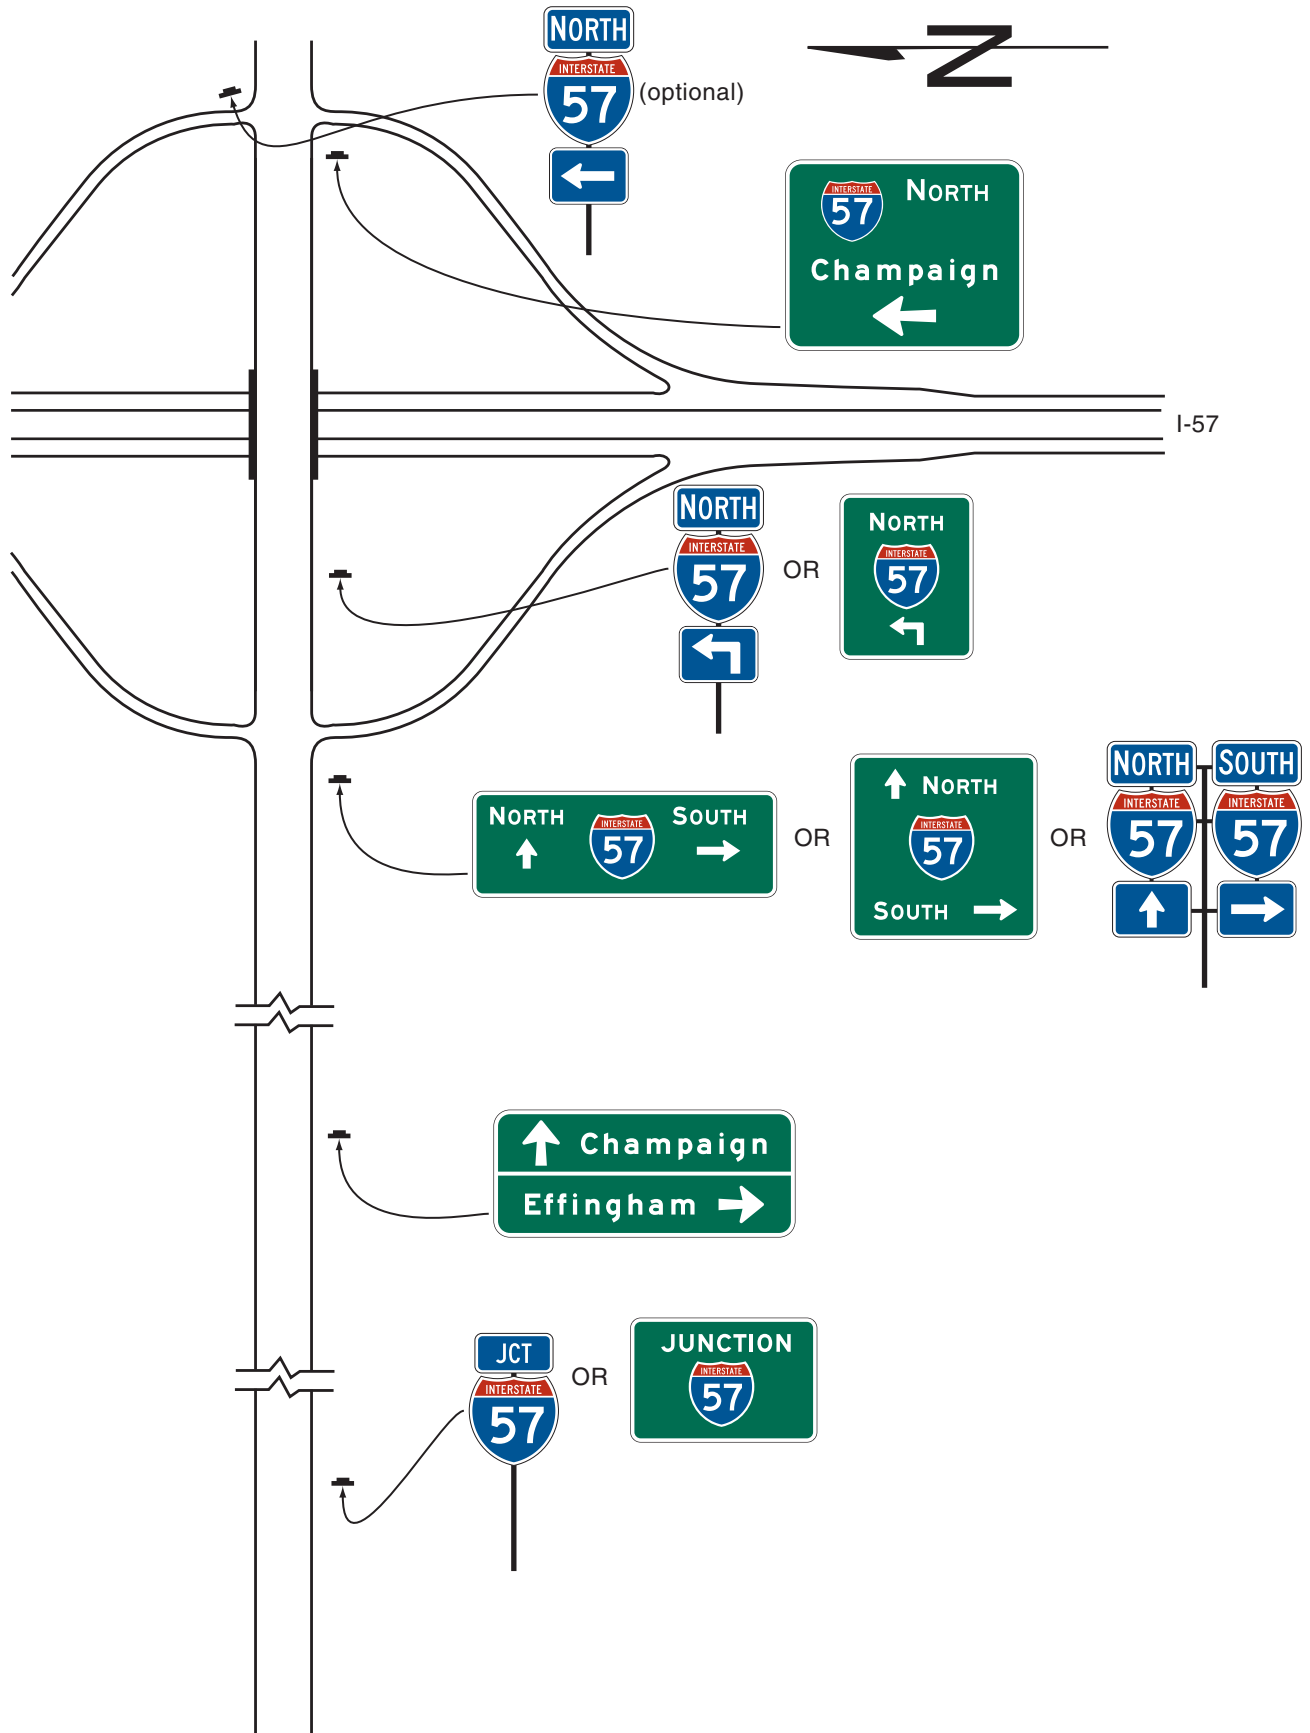 NORTH
INTERSTATE
57
(optional)
N
INTERSTATE
57
NORTH
Champaign
I-57
NORTH
INTERSTATE
57
OR
NORTH
INTERSTATE
57
NORTH
INTERSTATE
57
SOUTH
OR
NORTH
INTERSTATE
57
SOUTH
OR
NORTH
INTERSTATE
57
SOUTH
INTERSTATE
57
Champaign
Effingham
JCT
INTERSTATE
57
OR
JUNCTION
INTERSTATE
57